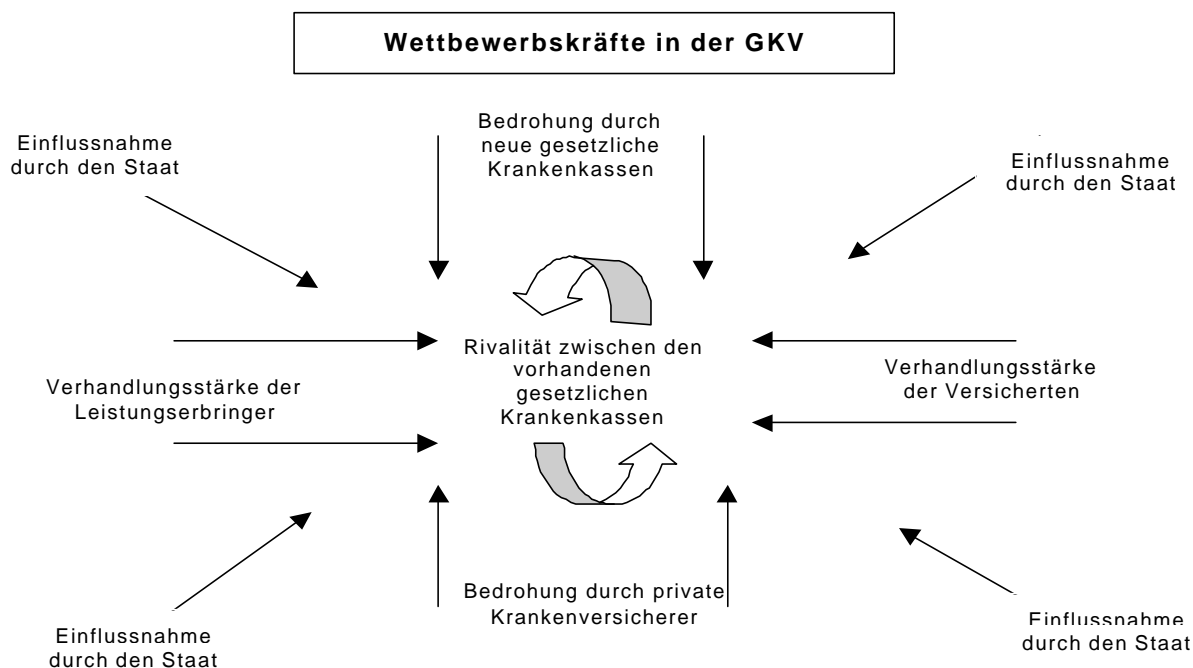 Wettbewerbskräfte in der GKV
Einflussnahme
durch den Staat
Bedrohung durch
neue gesetzliche
Krankenkassen
Einflussnahme
durch den Staat
Verhandlungsstärke der
Leistungserbringer
Rivalität zwischen den
vorhandenen
gesetzlichen
Krankenkassen
Verhandlungsstärke
der Versicherten
Einflussnahme
durch den Staat
Bedrohung durch private
Krankenversicherer
Einflussnahme
durch den Staat